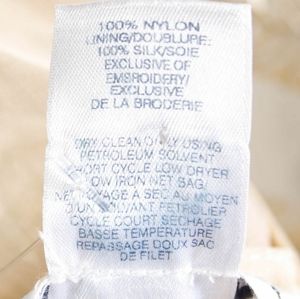 100% NYLON
LINING/DOUBLURE:
100% SILK/SOIE
EXCLUSIVE OF
EMBROIDERY/
EXCLUSIVE
DE LA BRODERIE
DRY CLEAN ONLY USING
PETROLEUM SOLVENT
SHORT CYCLE LOW DRYER
LOW IRON NET BAG
NETTOYAGE À SEC AU MOYEN
D'UN SOLVANT PETROLIER
CYCLE COURT SECHAGE
BASSE TEMPERATURE
REPASSAGE DOUX SAC
DE FILET